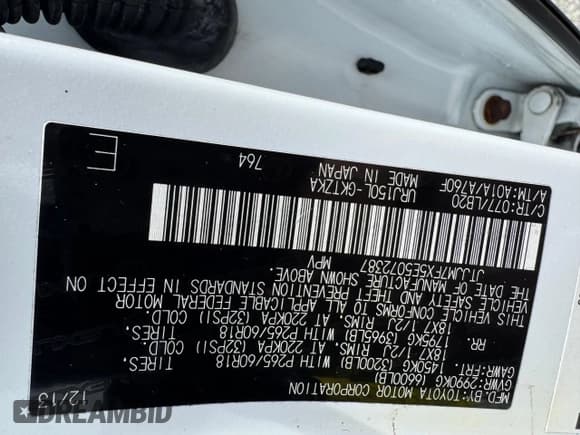 MFD. BY: TOYOTA MOTOR CORPORATION 12/13
GVWR: 2990KG (6600LB)
GAWR: FRT. 1450KG (3200LB) WITH P265/60R18 TIRES,
18X7 1/2J RIMS, AT 220KPA (32PSI) COLD.
RR. 1795KG (3965LB) WITH P265/60R18 TIRES,
18X7 1/2J RIMS, AT 220KPA (32PSI) COLD.
THIS VEHICLE CONFORMS TO ALL APPLICABLE FEDERAL MOTOR
VEHICLE SAFETY AND THEFT PREVENTION STANDARDS IN EFFECT ON
THE DATE OF MANUFACTURE SHOWN ABOVE.
JTJJM7FX5E5072387 MPV
C/TR: 077/LB20 URJ150L-GKTZKA 764
A/TM: A01A/A760F MADE IN JAPAN
E
© READYFORBID